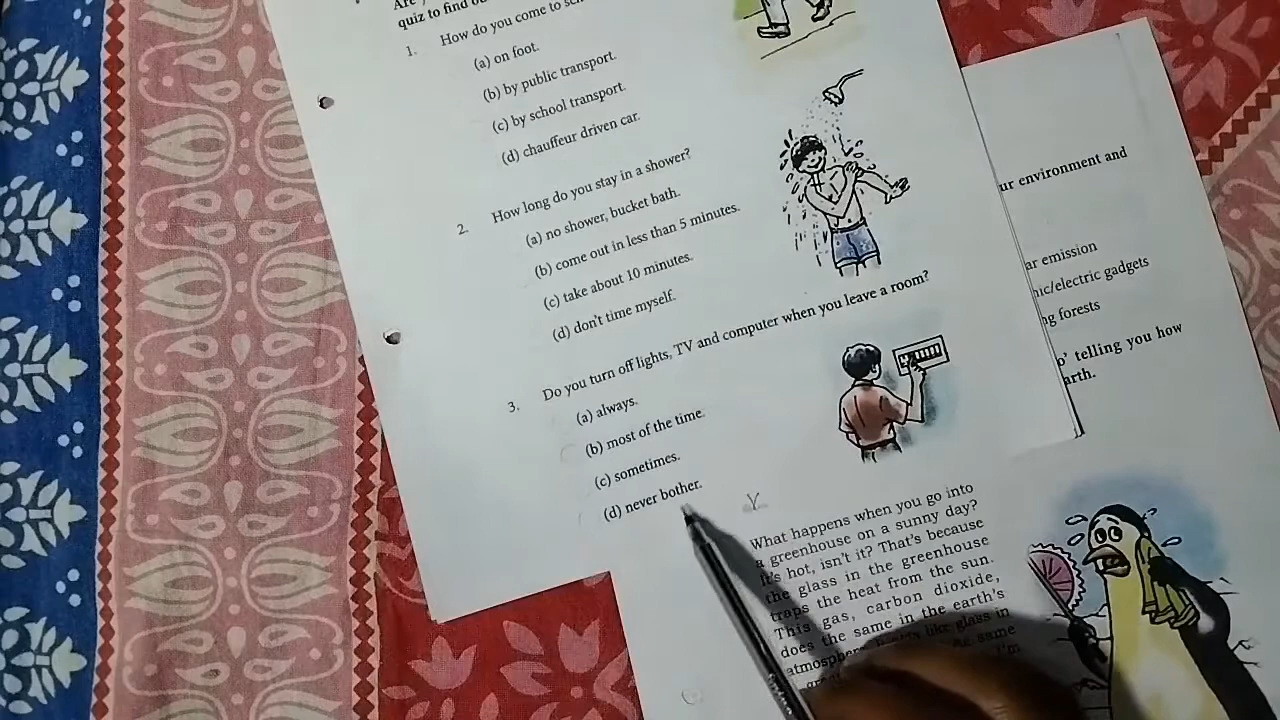 Are
quiz to find
1. How do you come to
(a) on foot.
(b) by public transport.
(c) by school transport.
(d) chauffeur driven car.
2. How long do you stay in a shower?
(a) no shower, bucket bath.
(b) come out in less than 5 minutes.
(c) take about 10 minutes.
(d) don't time myself.
3. Do you turn off lights, TV and computer when you leave a room?
(a) always.
(b) most of the time.
(c) sometimes.
(d) never bother.
ur environment and
ar emission
nic/electric gadgets
ng forests
o' telling you how
arth.
What happens when you go into
a greenhouse on a sunny day?
It's hot, isn't it? That's because
the glass in the greenhouse
traps the heat from the sun.
This gas, carbon dioxide,
does the same in the earth's
like glass in
same
I'm